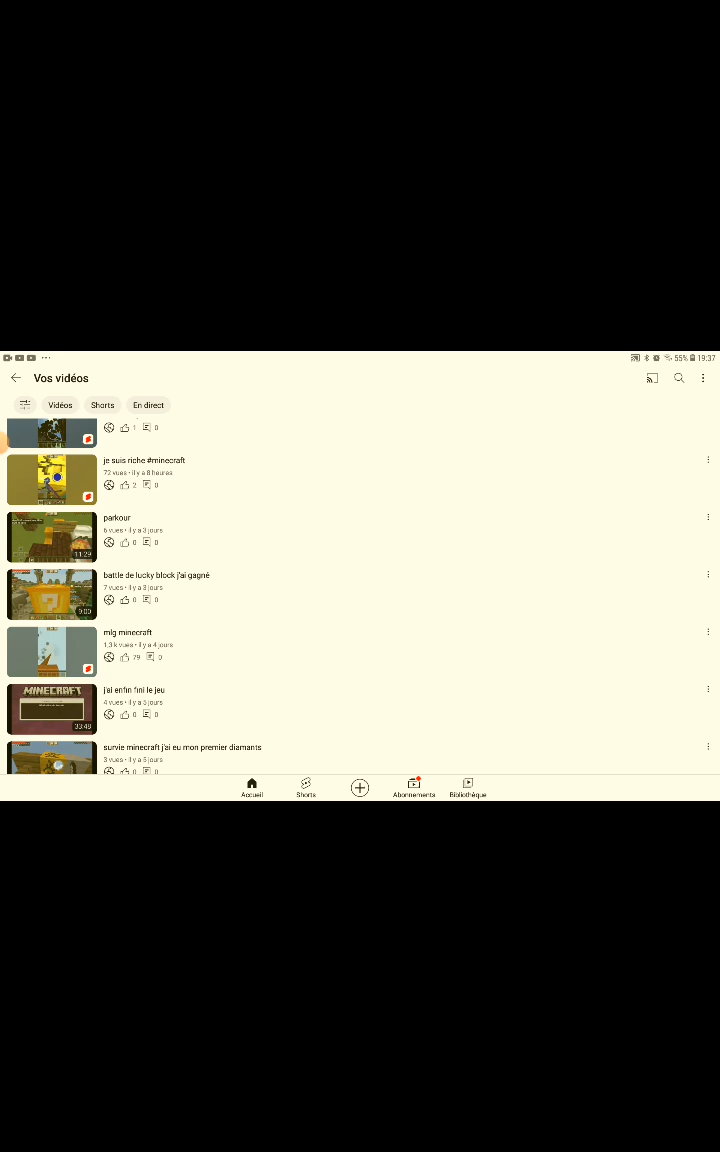 55% 19:37
Vos vidéos
Vidéos Shorts En direct
1 0
je suis riche #minecraft
72 vues • il y a 8 heures
2 0
parkour
6 vues • il y a 3 jours
0 0
11:29
battle de lucky block j'ai gagné
7 vues • il y a 3 jours
0 0
9:00
mlg minecraft
1,3 k vues • il y a 4 jours
79 0
MINECRAFT
j'ai enfin fini le jeu
4 vues • il y a 5 jours
0 0
33:48
survie minecraft j'ai eu mon premier diamants
3 vues • il y a 5 jours
0 0
Accueil Shorts Abonnements Bibliothèque